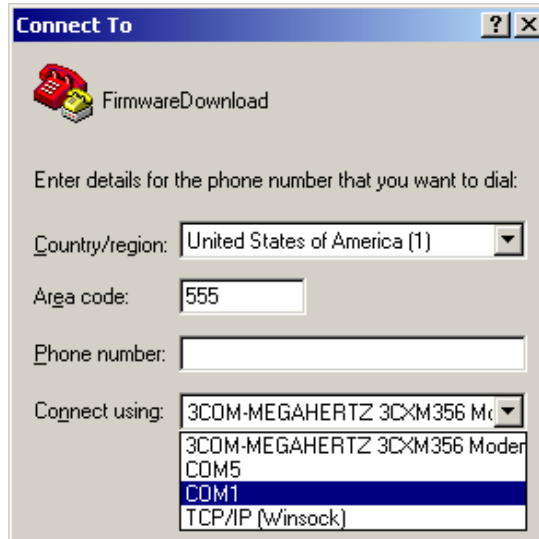 Connect To
FirmwareDownload
Enter details for the phone number that you want to dial:
Country/region: United States of America (1)
Area code: 555
Phone number:
Connect using: 3COM-MEGAHERTZ 3CXM356 Mo
3COM-MEGAHERTZ 3CXM356 Moder
COM5
COM1
TCP/IP (Winsock)